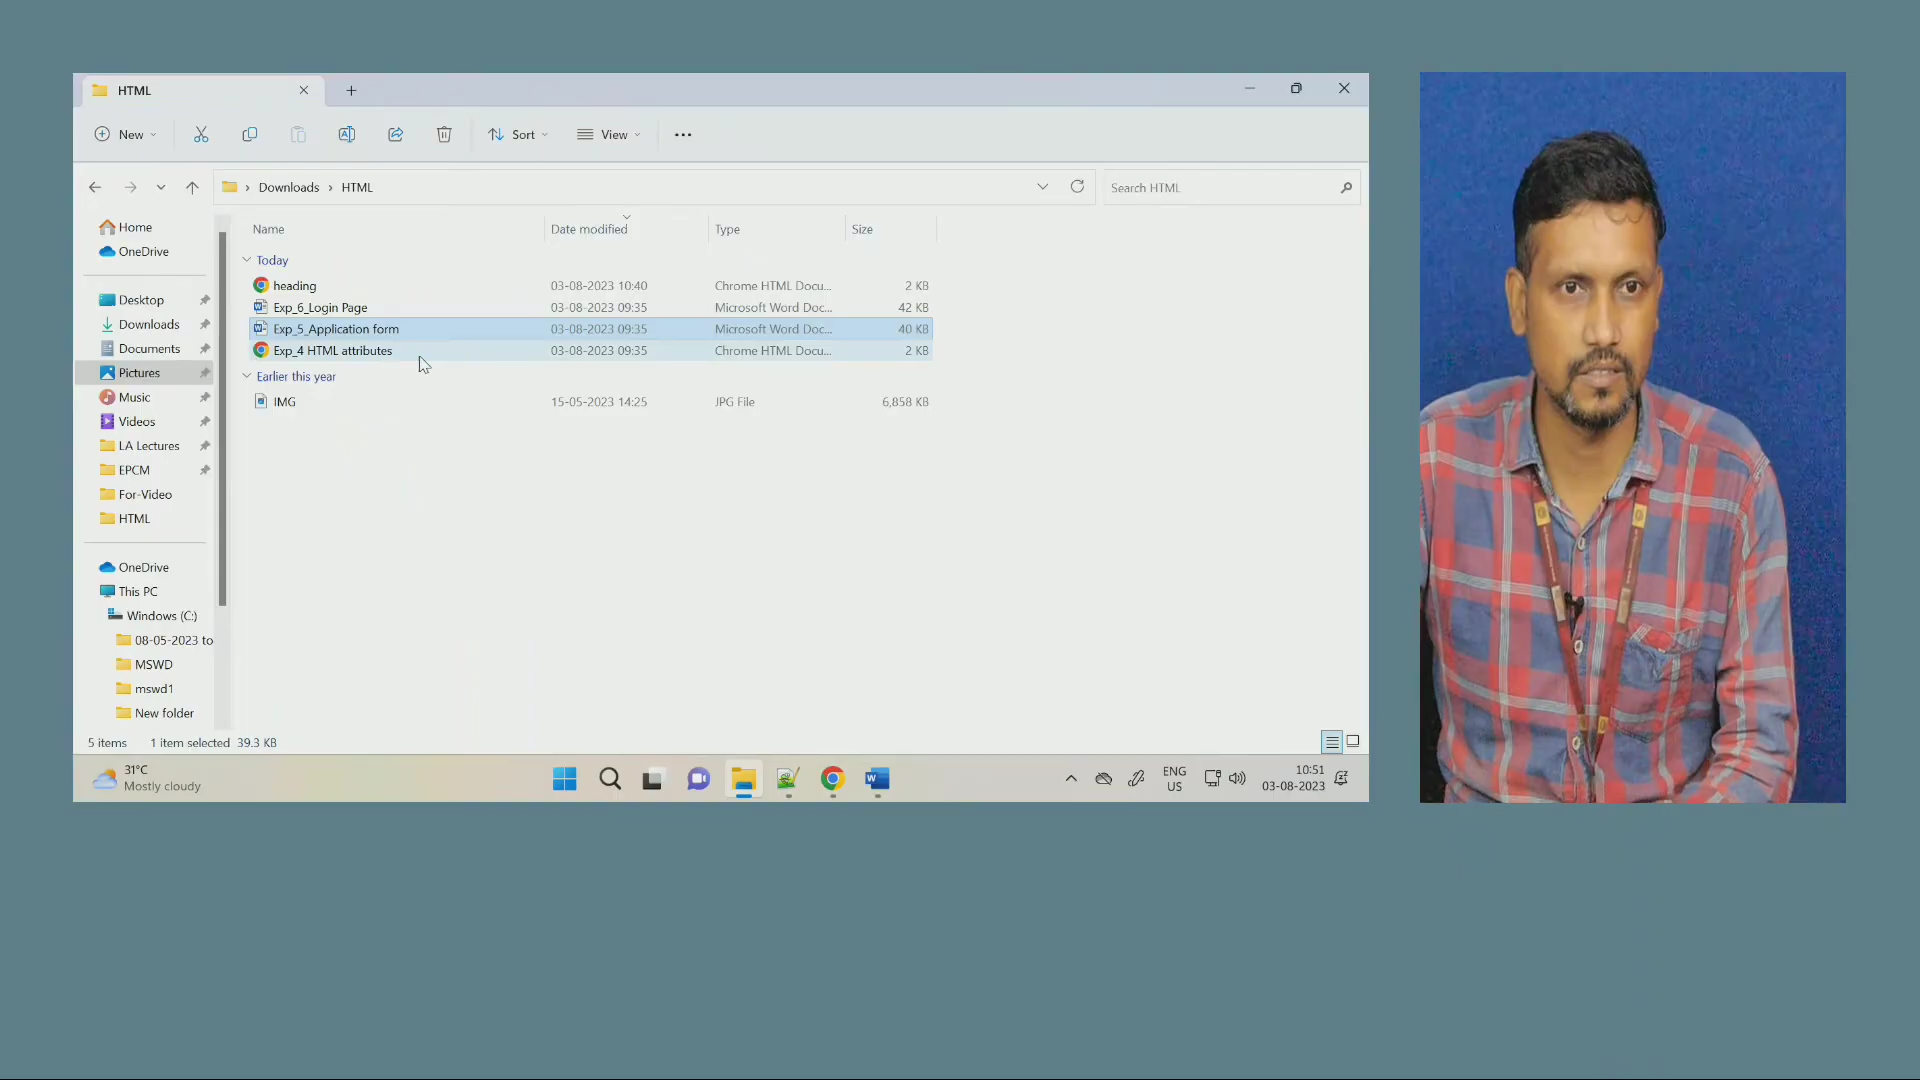 HTML
New
Sort
View
Downloads
HTML
Search HTML
Name Date modified Type Size
Today
heading 03-08-2023 10:40 Chrome HTML Docu... 2 KB
Exp_6_Login Page 03-08-2023 09:35 Microsoft Word Doc... 42 KB
Exp_5_Application form 03-08-2023 09:35 Microsoft Word Doc... 40 KB
Exp_4 HTML attributes 03-08-2023 09:35 Chrome HTML Docu... 2 KB
Earlier this year
IMG 15-05-2023 14:25 JPG File 6,858 KB
Home
OneDrive
Desktop
Downloads
Documents
Pictures
Music
Videos
LA Lectures
EPCM
For-Video
HTML
OneDrive
This PC
Windows (C:)
08-05-2023 to
MSWD
mswd1
New folder
5 items 1 item selected 39.3 KB
31°C
Mostly cloudy
ENG
US
10:51
03-08-2023